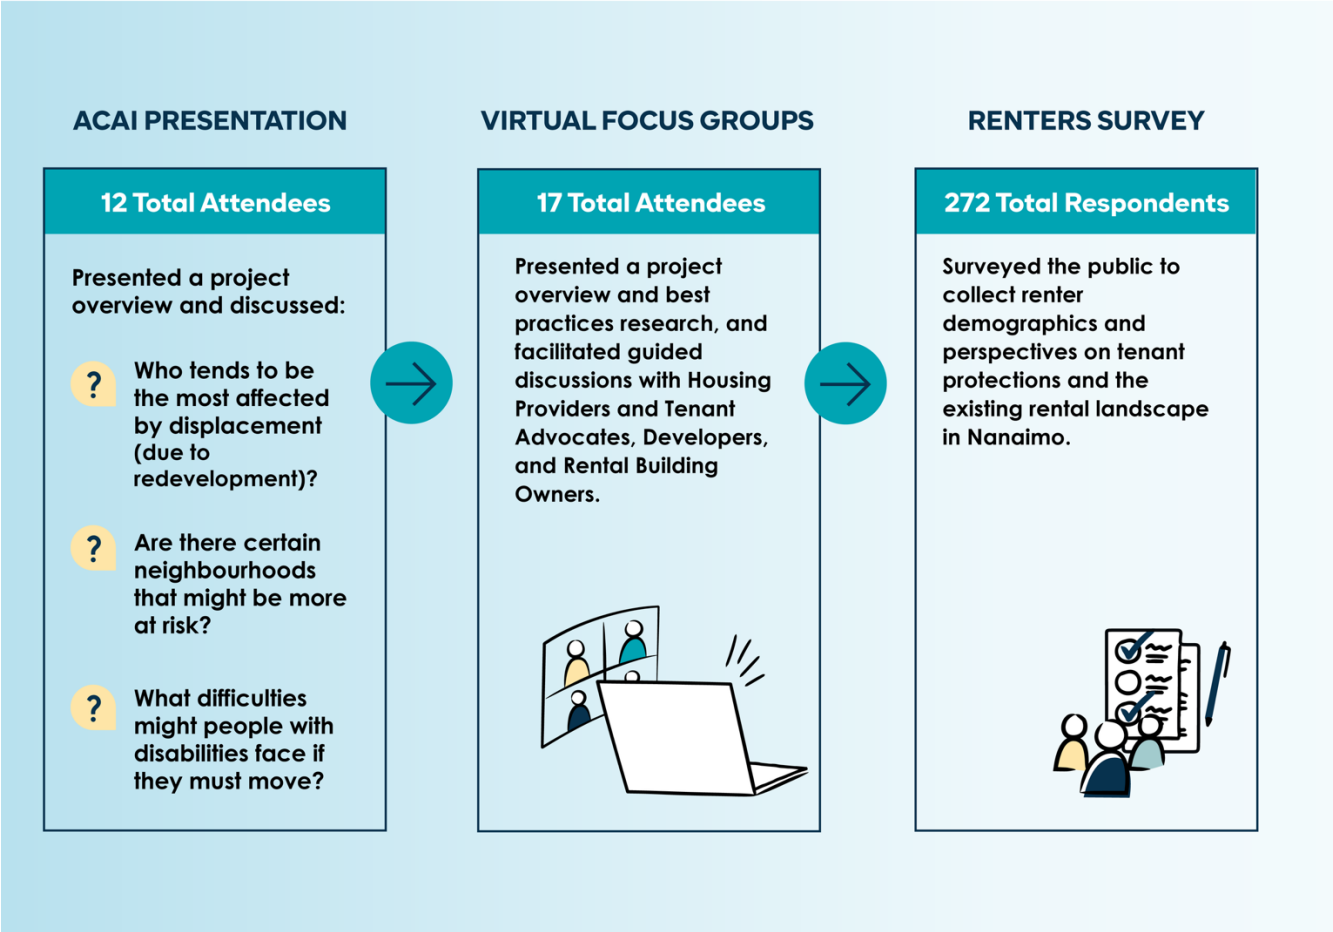 ACAI PRESENTATION
12 Total Attendees
Presented a project
overview and discussed:
?
Who tends to be
the most affected
by displacement
(due to
redevelopment)?
?
Are there certain
neighbourhoods
that might be more
at risk?
?
What difficulties
might people with
disabilities face if
they must move?
VIRTUAL FOCUS GROUPS
17 Total Attendees
Presented a project
overview and best
practices research, and
facilitated guided
discussions with Housing
Providers and Tenant
Advocates, Developers,
and Rental Building
Owners.
RENTERS SURVEY
272 Total Respondents
Surveyed the public to
collect renter
demographics and
perspectives on tenant
protections and the
existing rental landscape
in Nanaimo.